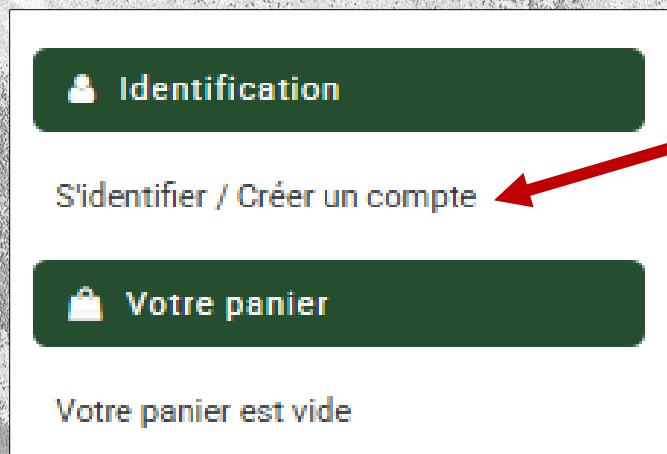 Identification
S'identifier / Créer un compte
Votre panier
Votre panier est vide